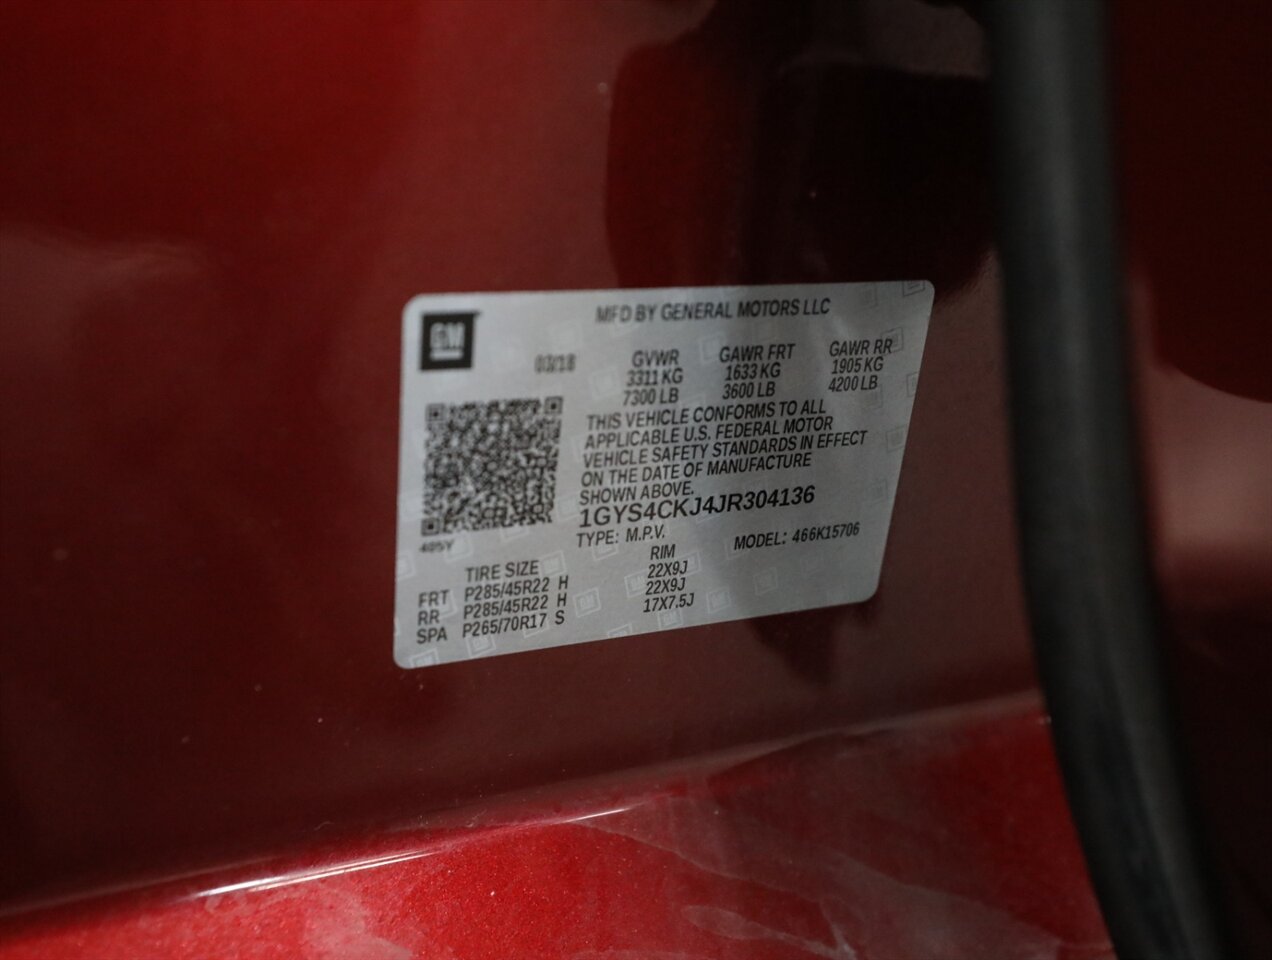 MFD BY GENERAL MOTORS LLC
GM
03/18
GVWR GAWR FRT GAWR RR
3311 KG 1633 KG 1905 KG
7300 LB 3600 LB 4200 LB
THIS VEHICLE CONFORMS TO ALL
APPLICABLE U.S. FEDERAL MOTOR
VEHICLE SAFETY STANDARDS IN EFFECT
ON THE DATE OF MANUFACTURE
SHOWN ABOVE.
1GYS4CKJ4JR304136
TYPE: M.P.V. MODEL: 466K15706
TIRE SIZE RIM
FRT P285/45R22 H 22X9J
RR P285/45R22 H 22X9J
SPA P265/70R17 S 17X7.5J